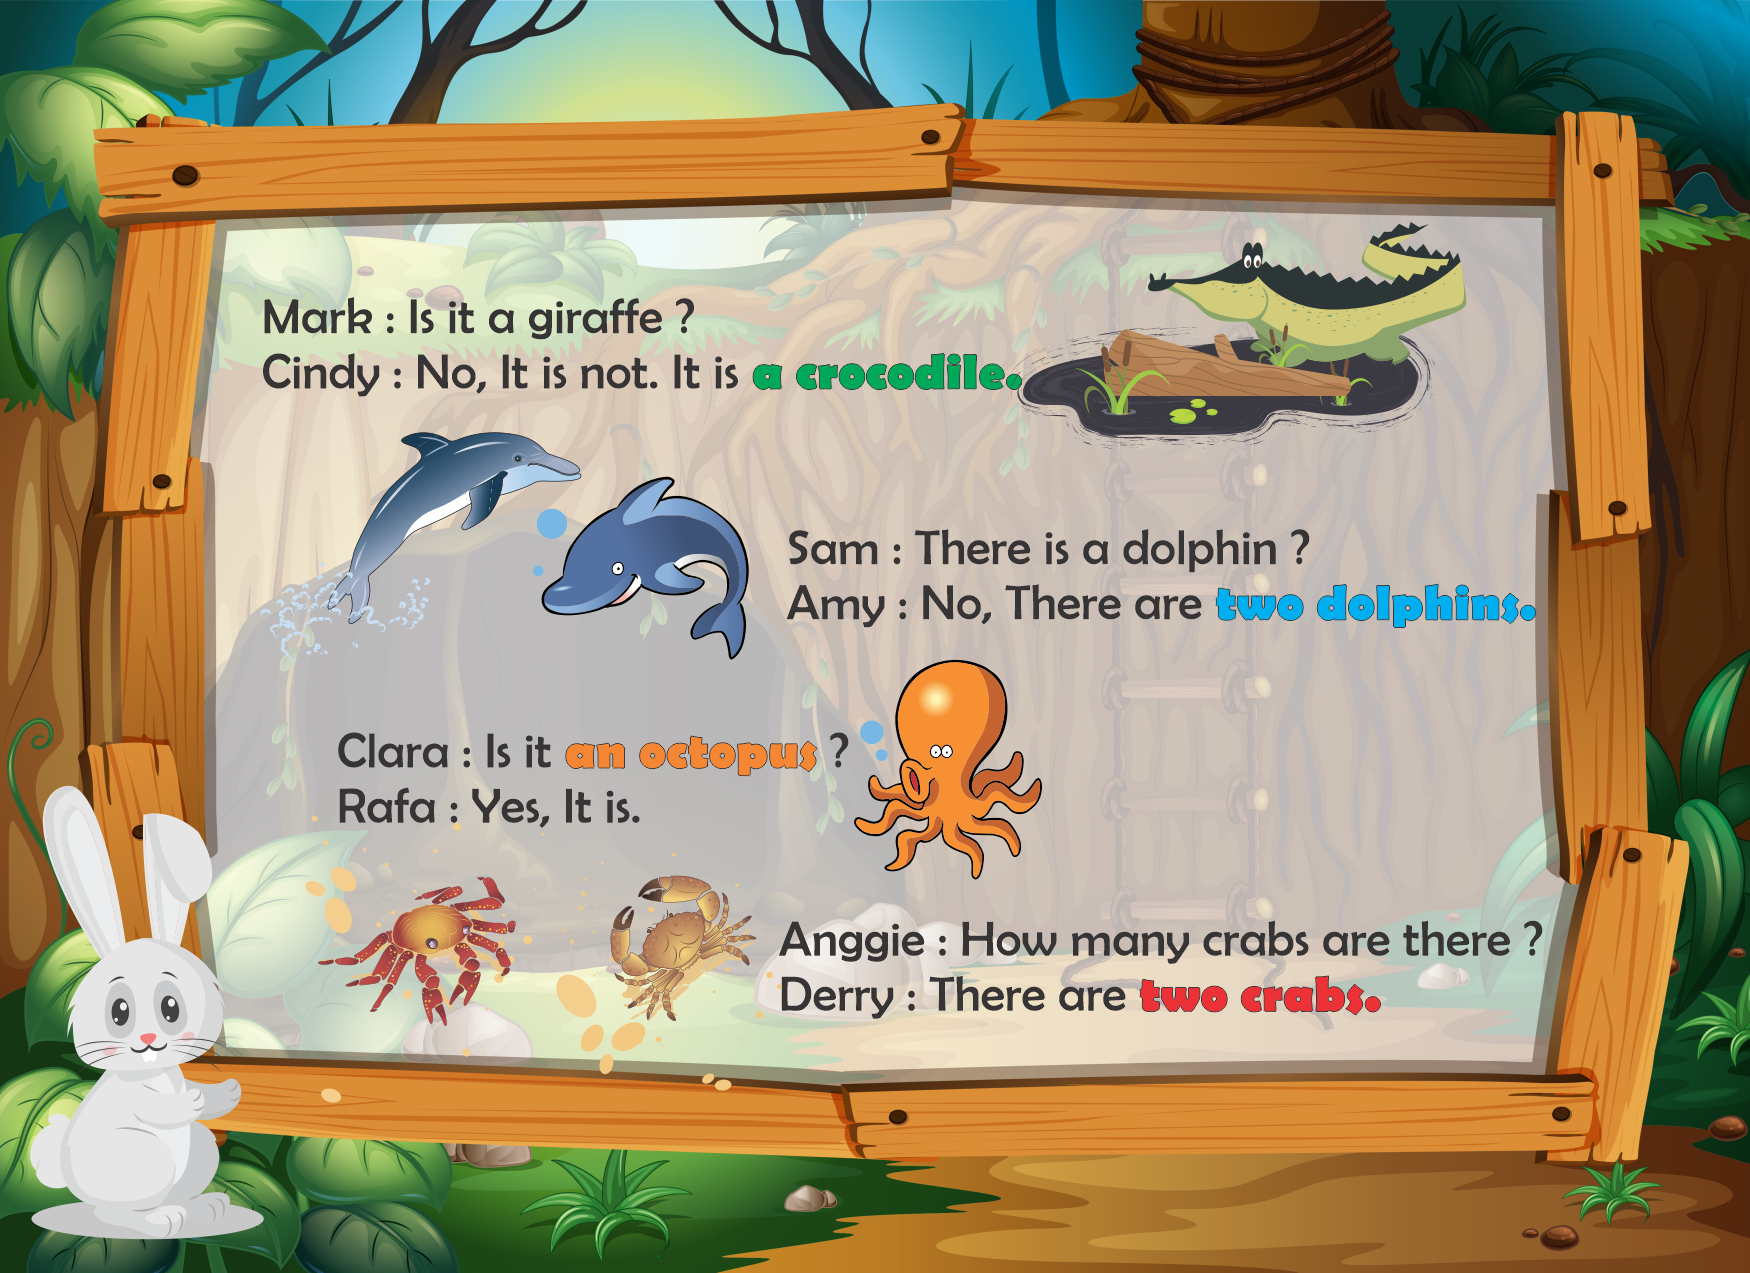 Mark : Is it a giraffe ?
Cindy : No, It is not. It is a crocodile.
Sam : There is a dolphin ?
Amy : No, There are two dolphins.
Clara : Is it an octopus ?
Rafa : Yes, It is.
Anggie : How many crabs are there ?
Derry : There are two crabs.